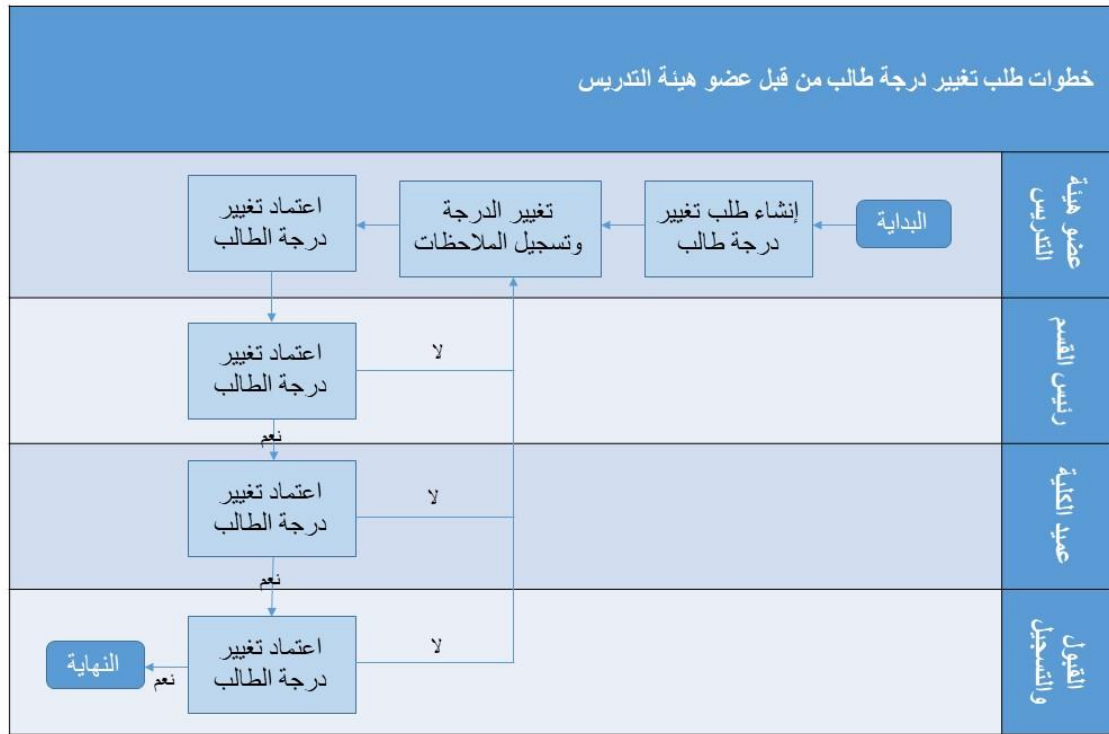 خطوات طلب تغيير درجة طالب من قبل عضو هيئة التدريس
عضو هيئة
التدريس
البداية
إنشاء طلب تغيير
درجة طالب
تغيير الدرجة
وتسجيل الملاحظات
اعتماد تغيير
درجة الطالب
رئيس القسم
لا
اعتماد تغيير
درجة الطالب
نعم
عميد الكلية
لا
اعتماد تغيير
درجة الطالب
نعم
القبول
والتسجيل
لا
اعتماد تغيير
درجة الطالب
نعم
النهاية